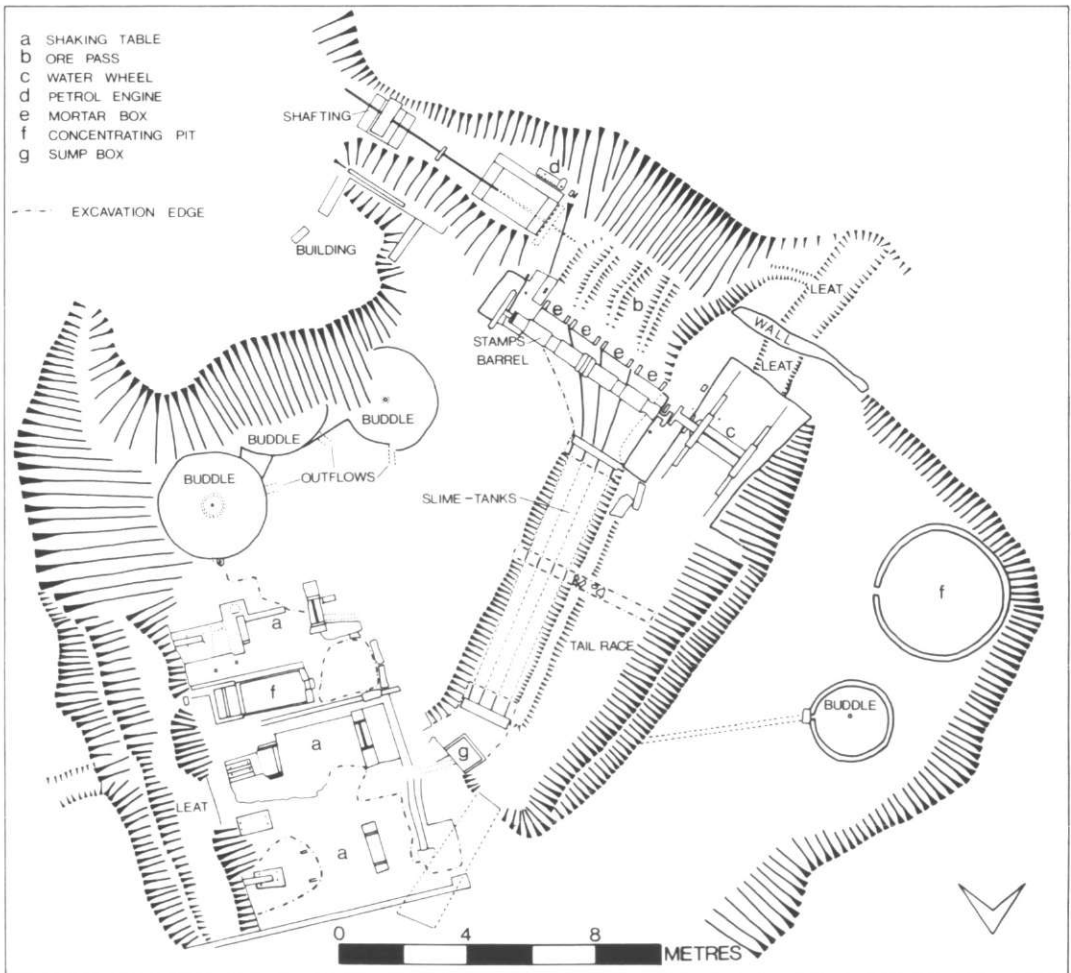 a SHAKING TABLE
b ORE PASS
c WATER WHEEL
d PETROL ENGINE
e MORTAR BOX
f CONCENTRATING PIT
g SUMP BOX
EXCAVATION EDGE
SHAFTING
d
BUILDING
b
LEAT
WALL
LEAT
e
e
e
e
STAMPS
BARREL
c
BUDDLE
BUDDLE
BUDDLE
OUTFLOWS
SLIME-TANKS
f
a
TAIL RACE
f
BUDDLE
a
g
LEAT
a
0 4 8
METRES